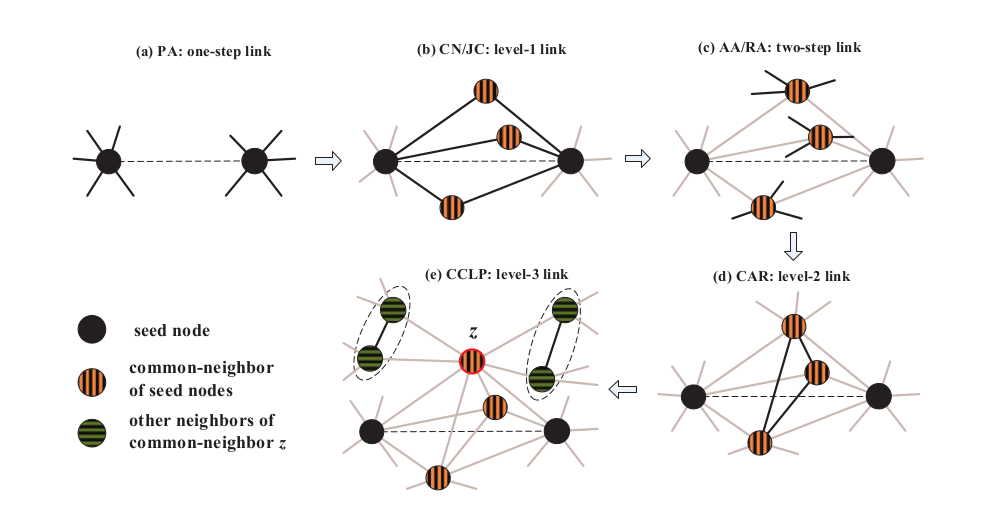 (a) PA: one-step link
(b) CN/JC: level-1 link
(c) AA/RA: two-step link
(d) CAR: level-2 link
(e) CCLP: level-3 link
z
seed node
common-neighbor
of seed nodes
other neighbors of
common-neighbor z